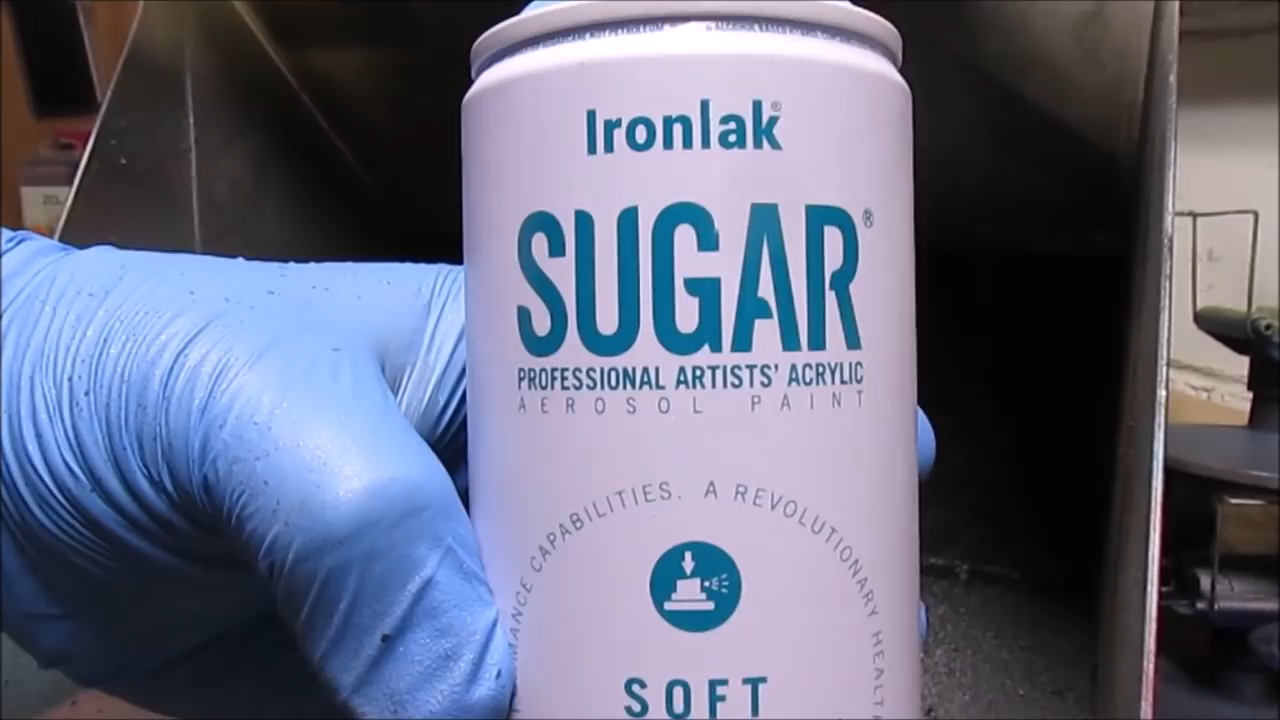 Ironlak®
SUGAR®
PROFESSIONAL ARTISTS' ACRYLIC
AEROSOL PAINT
CAPABILITIES. A REVOLUTIONARY
SOFT